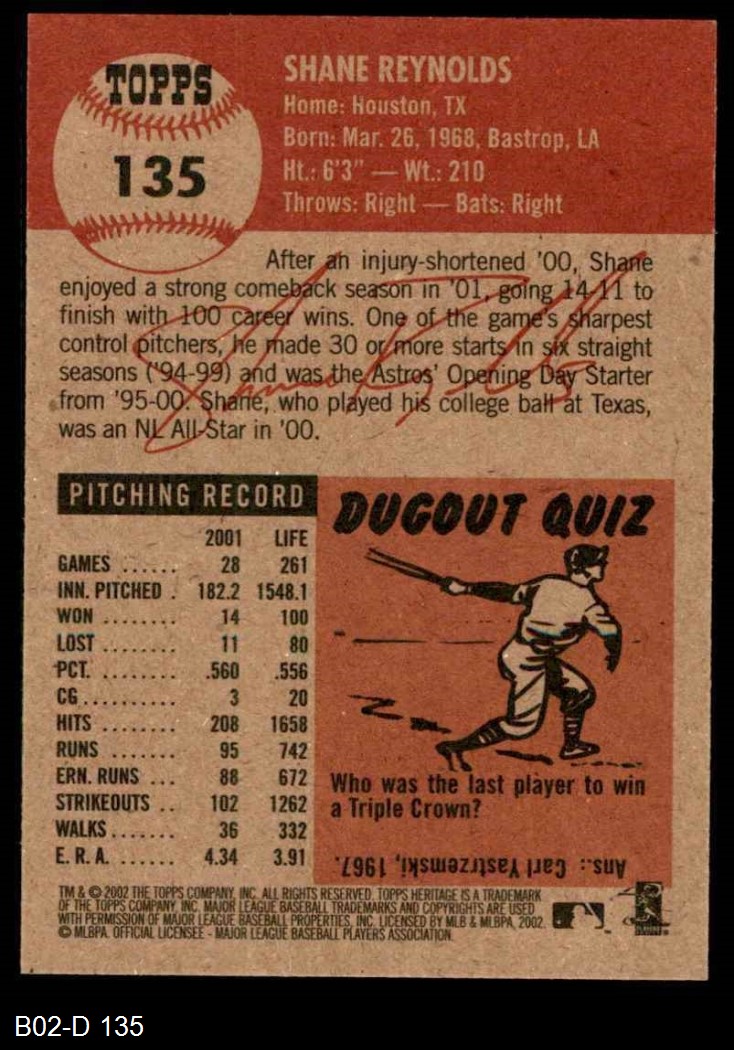 TOPPS
135
SHANE REYNOLDS
Home: Houston, TX
Born: Mar. 26, 1968, Bastrop, LA
Ht.: 6'3" — Wt.: 210
Throws: Right — Bats: Right
After an injury-shortened '00, Shane
enjoyed a strong comeback season in '01, going 14-11 to
finish with 100 career wins. One of the game's sharpest
control pitchers, he made 30 or more starts in six straight
seasons ('94-99) and was the Astros' Opening Day Starter
from '95-00. Shane, who played his college ball at Texas,
was an NL All-Star in '00.
Shane Reynolds
PITCHING RECORD
2001 LIFE
GAMES ...... 28 261
INN. PITCHED . 182.2 1548.1
WON ........ 14 100
LOST ........ 11 80
PCT. ........ .560 .556
CG .......... 3 20
HITS ........ 208 1658
RUNS ....... 95 742
ERN. RUNS ... 88 672
STRIKEOUTS .. 102 1262
WALKS ....... 36 332
E. R. A. ...... 4.34 3.91
DUGOUT QUIZ
Who was the last player to win
a Triple Crown?
Ans.: Carl Yastrzemski, 1967.
TM & © 2002 THE TOPPS COMPANY, INC. ALL RIGHTS RESERVED. TOPPS HERITAGE IS A TRADEMARK
OF THE TOPPS COMPANY, INC. MAJOR LEAGUE BASEBALL TRADEMARKS AND COPYRIGHTS ARE USED
WITH PERMISSION OF MAJOR LEAGUE BASEBALL PROPERTIES, INC. LICENSED BY MLB & MLBPA, 2002.
© MLBPA. OFFICIAL LICENSEE - MAJOR LEAGUE BASEBALL PLAYERS ASSOCIATION.
B02-D 135